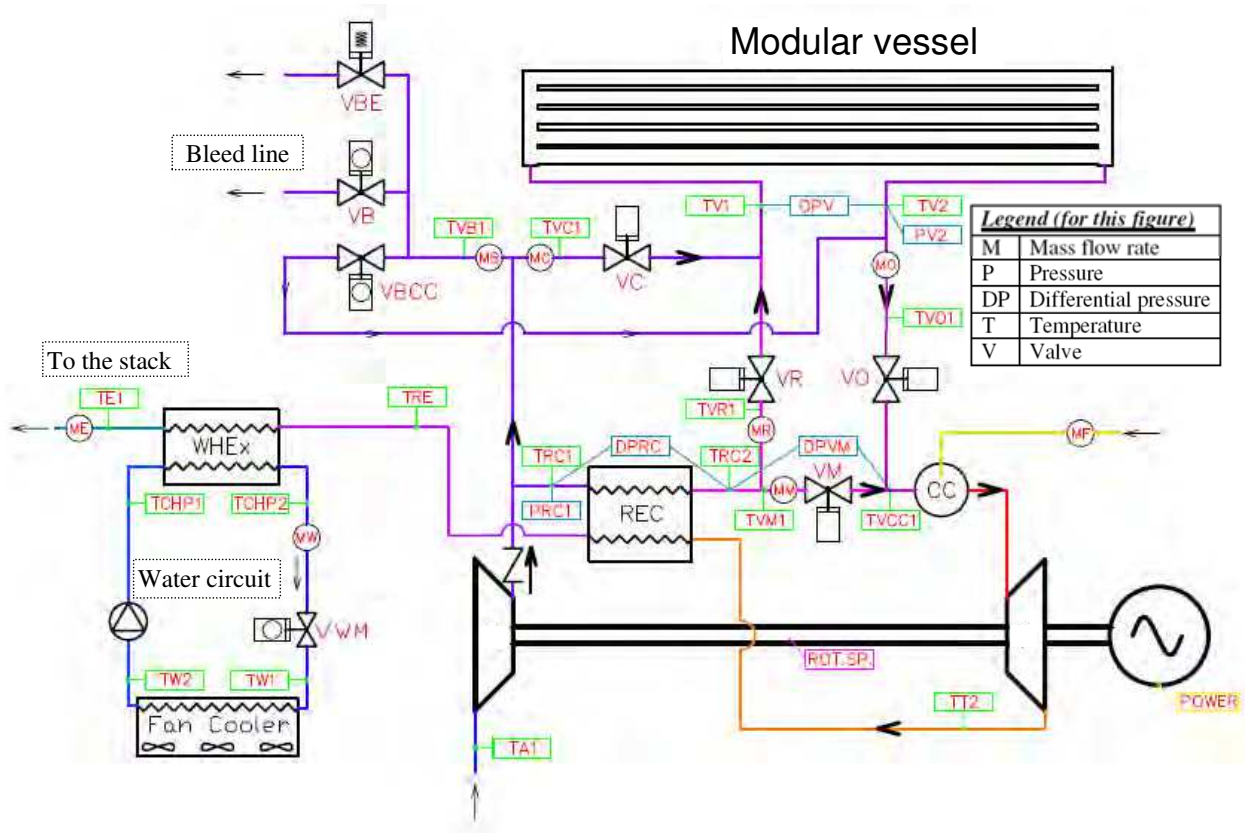 Modular vessel
VBE
Bleed line
VB
TVB1
TVC1
MB
MC
VBCC
VC
TV1
DPV
TV2
PV2
MO
TVO1
Legend (for this figure)
M Mass flow rate
P Pressure
DP Differential pressure
T Temperature
V Valve
To the stack
TE1
ME
WHEx
TRE
VR
VO
TVR1
MR
MF
TRC1
DPRC
TRC2
DPVM
VM
MM
CC
PRC1
REC
TVM1
TVCC1
TCHP1
TCHP2
MW
Water circuit
VWM
TW2
TW1
Fan Cooler
ROT.SP.
TT2
POWER
TA1